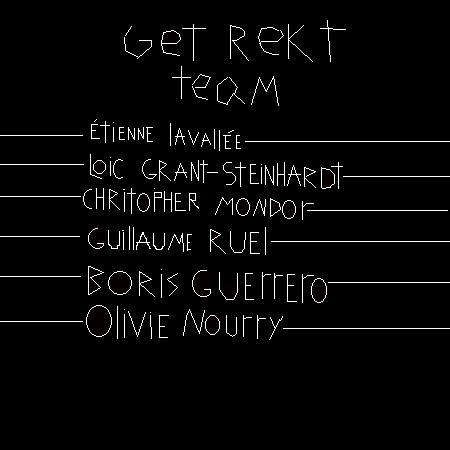 Get Rekt
team
Étienne lavallée
Loic GRANt-SteINHARDt
CHRitOPHER MONDOr
GUillAUME RUEl
BORis GUErrEro
Olivie Nourry